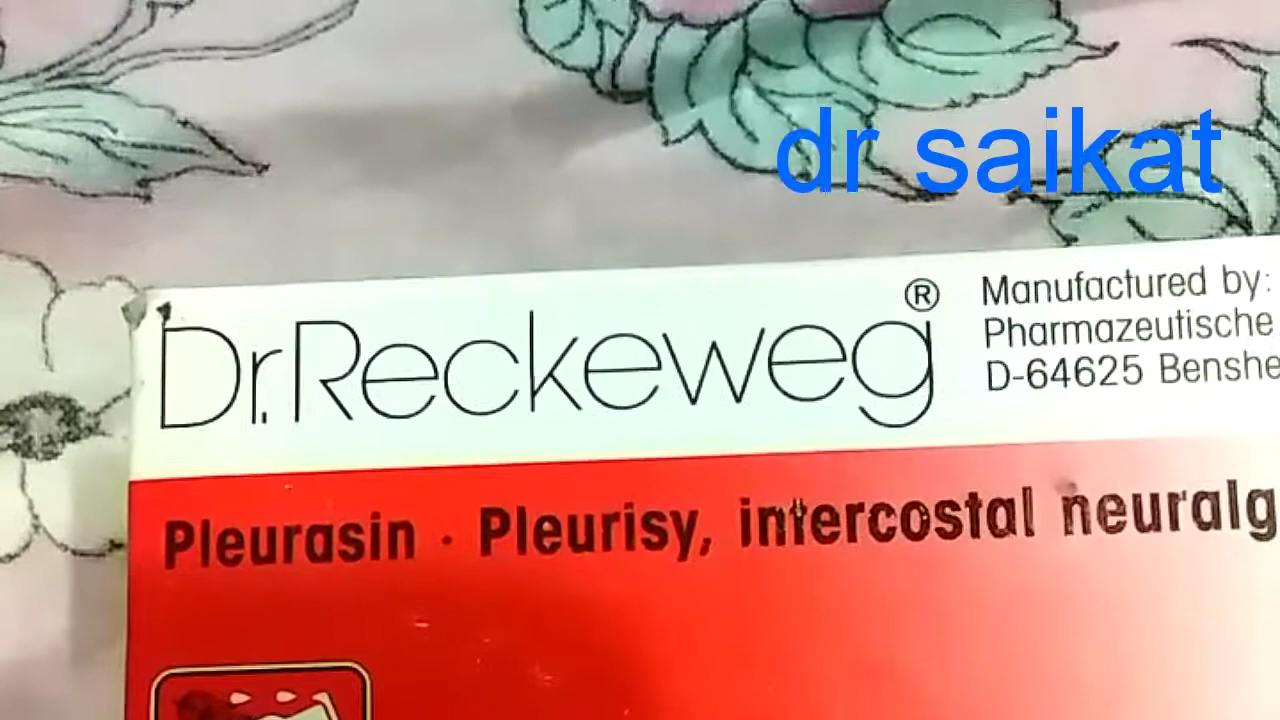 dr saikat
Dr. Reckeweg®
Manufactured by:
Pharmazeutische
D-64625 Benshe
Pleurasin · Pleurisy, intercostal neuralg